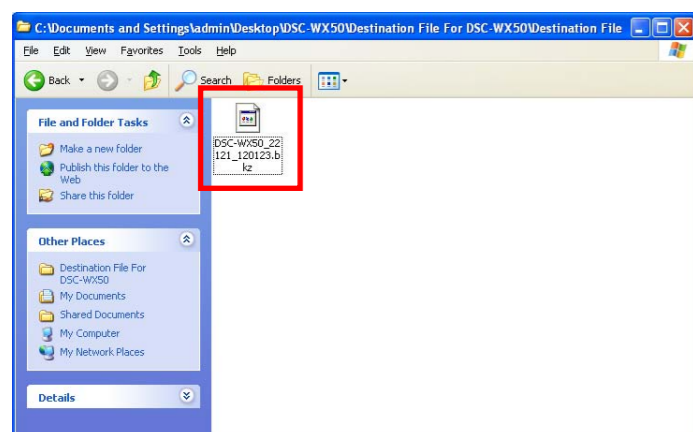 C:\Documents and Settings\admin\Desktop\DSC-WX50\Destination File For DSC-WX50\Destination File
File Edit View Favorites Tools Help
Back Search Folders
File and Folder Tasks
Make a new folder
Publish this folder to the
Web
Share this folder
DSC-WX50_22
121_120123.b
kz
Other Places
Destination File For
DSC-WX50
My Documents
Shared Documents
My Computer
My Network Places
Details